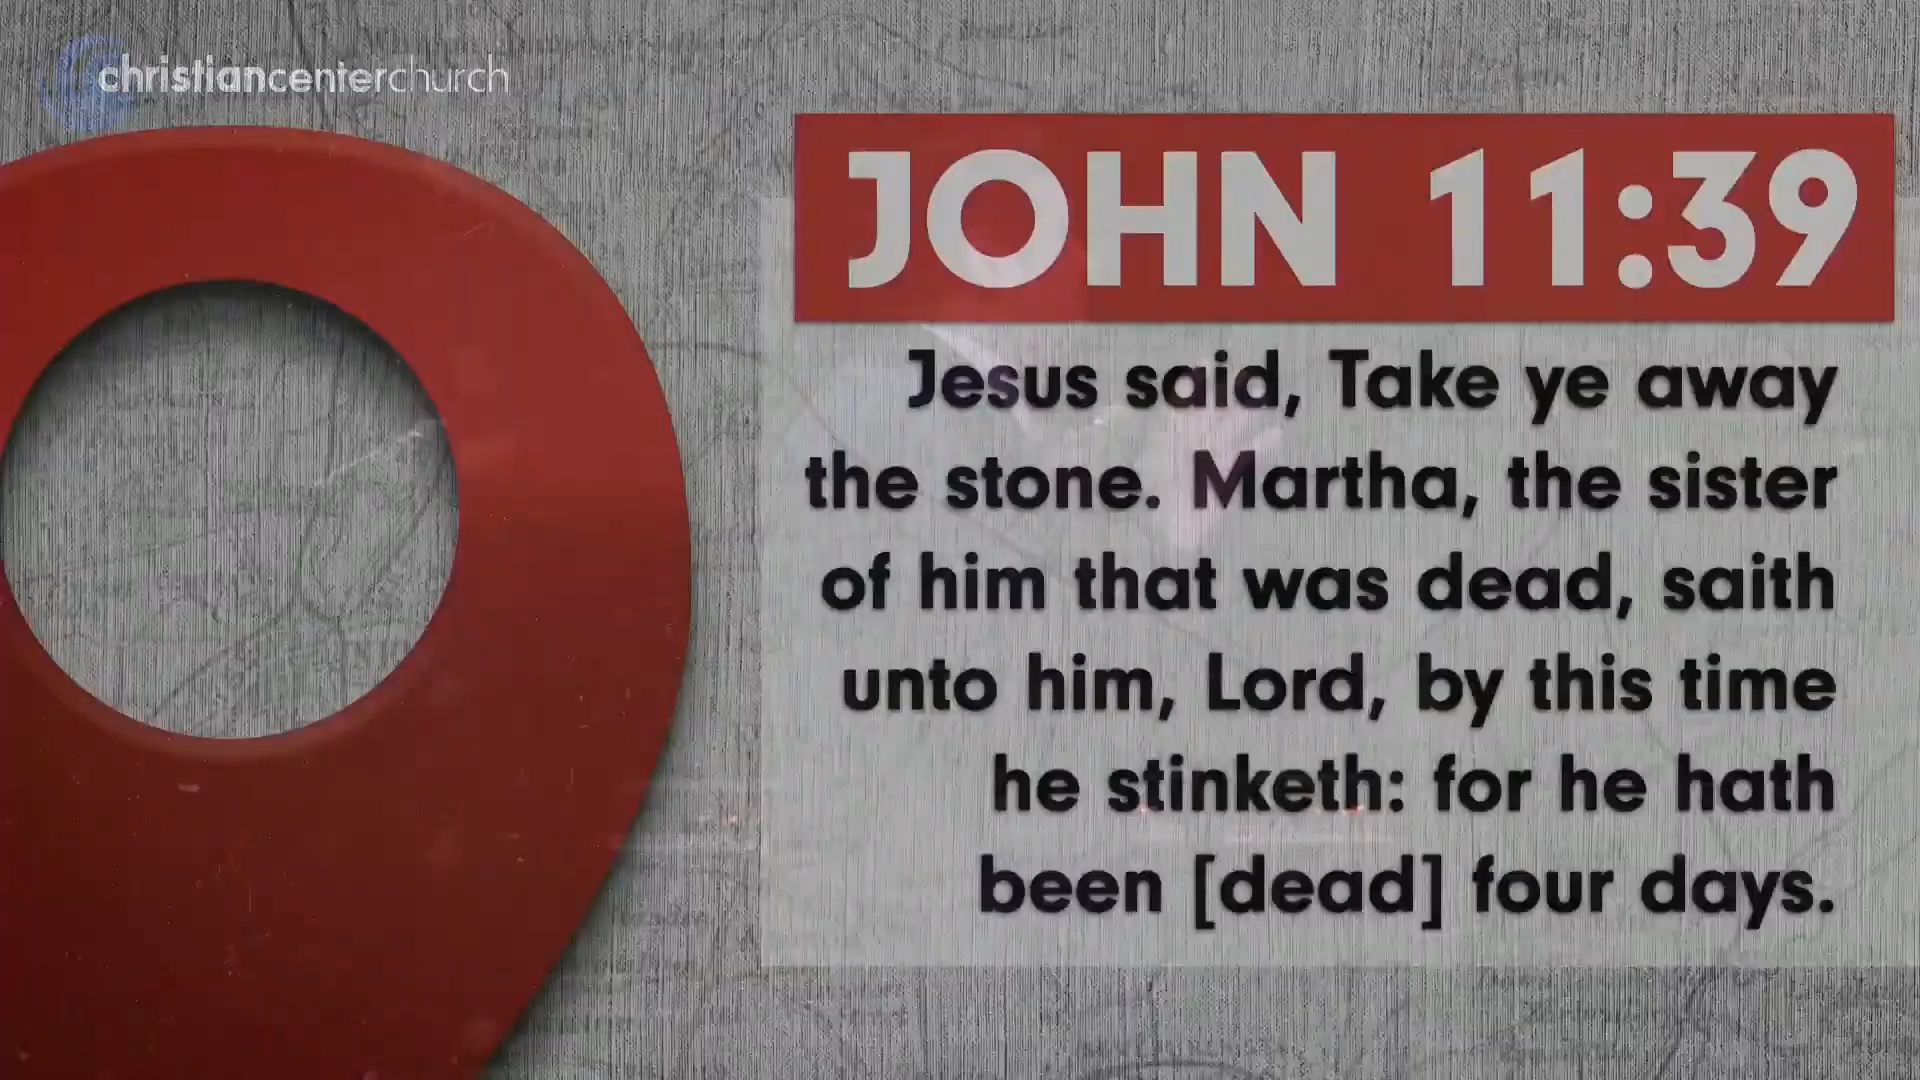 christiancenterchurch
JOHN 11:39
Jesus said, Take ye away
the stone. Martha, the sister
of him that was dead, saith
unto him, Lord, by this time
he stinketh: for he hath
been [dead] four days.